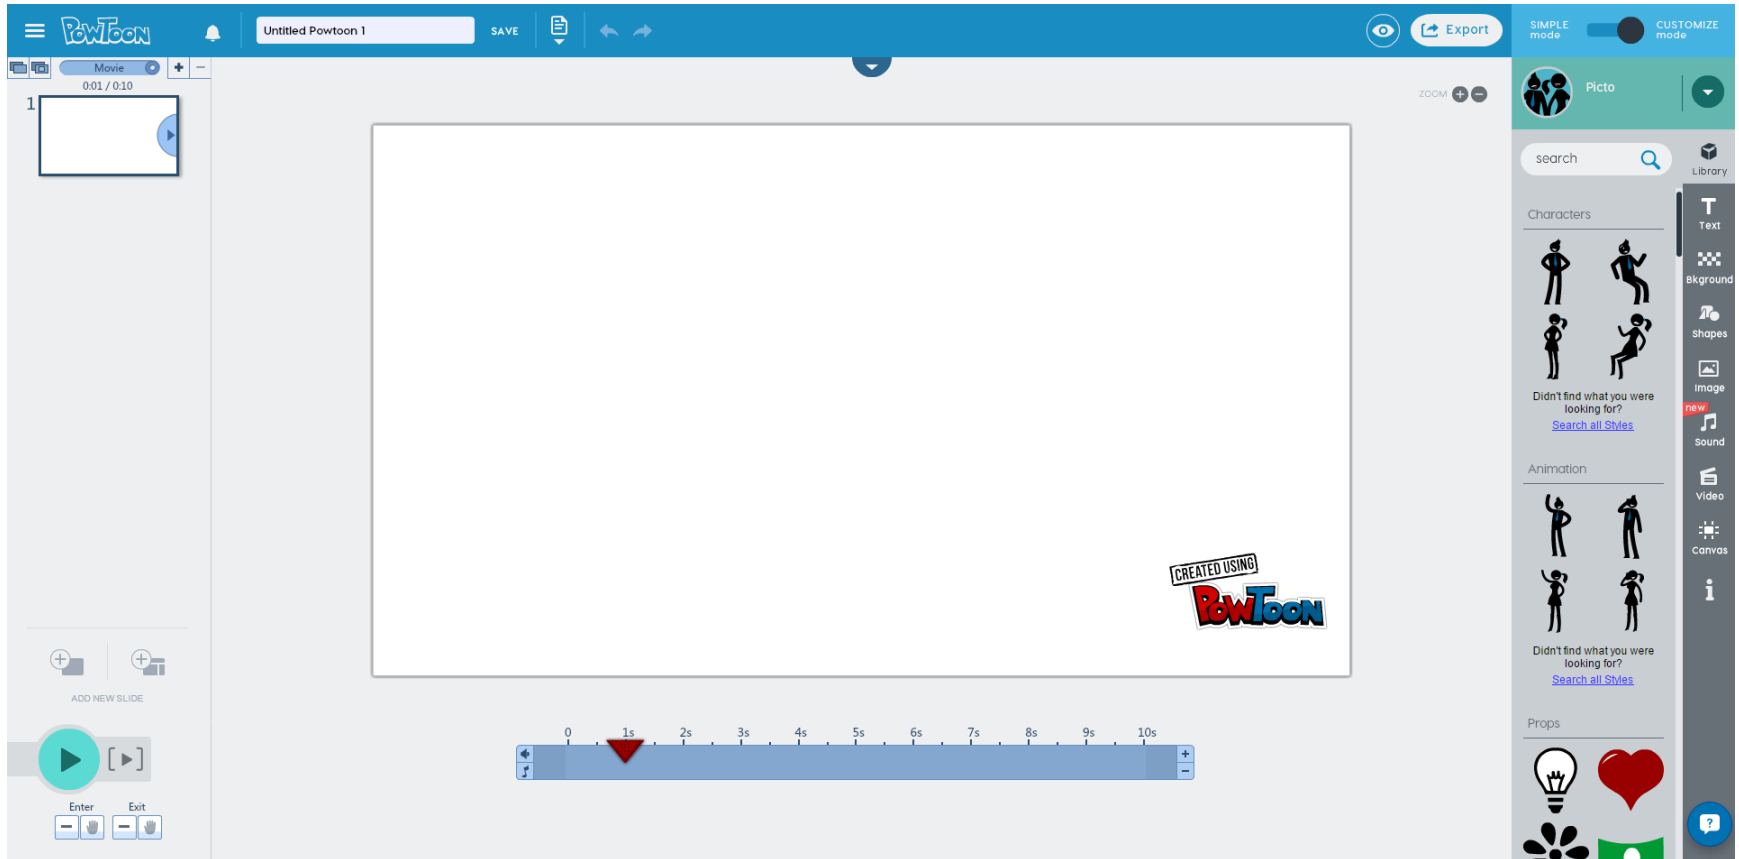 PowToon
Untitled Powtoon 1
SAVE
Export
SIMPLE
mode
CUSTOMIZE
mode
Movie
0:01 / 0:10
1
ZOOM
Picto
search
Library
Text
Bkground
Shapes
Image
new
Sound
Video
Canvas
Characters
Didn't find what you were
looking for?
Search all Styles
Animation
Didn't find what you were
looking for?
Search all Styles
Props
CREATED USING
PowToon
ADD NEW SLIDE
Enter
Exit
0 1s 2s 3s 4s 5s 6s 7s 8s 9s 10s